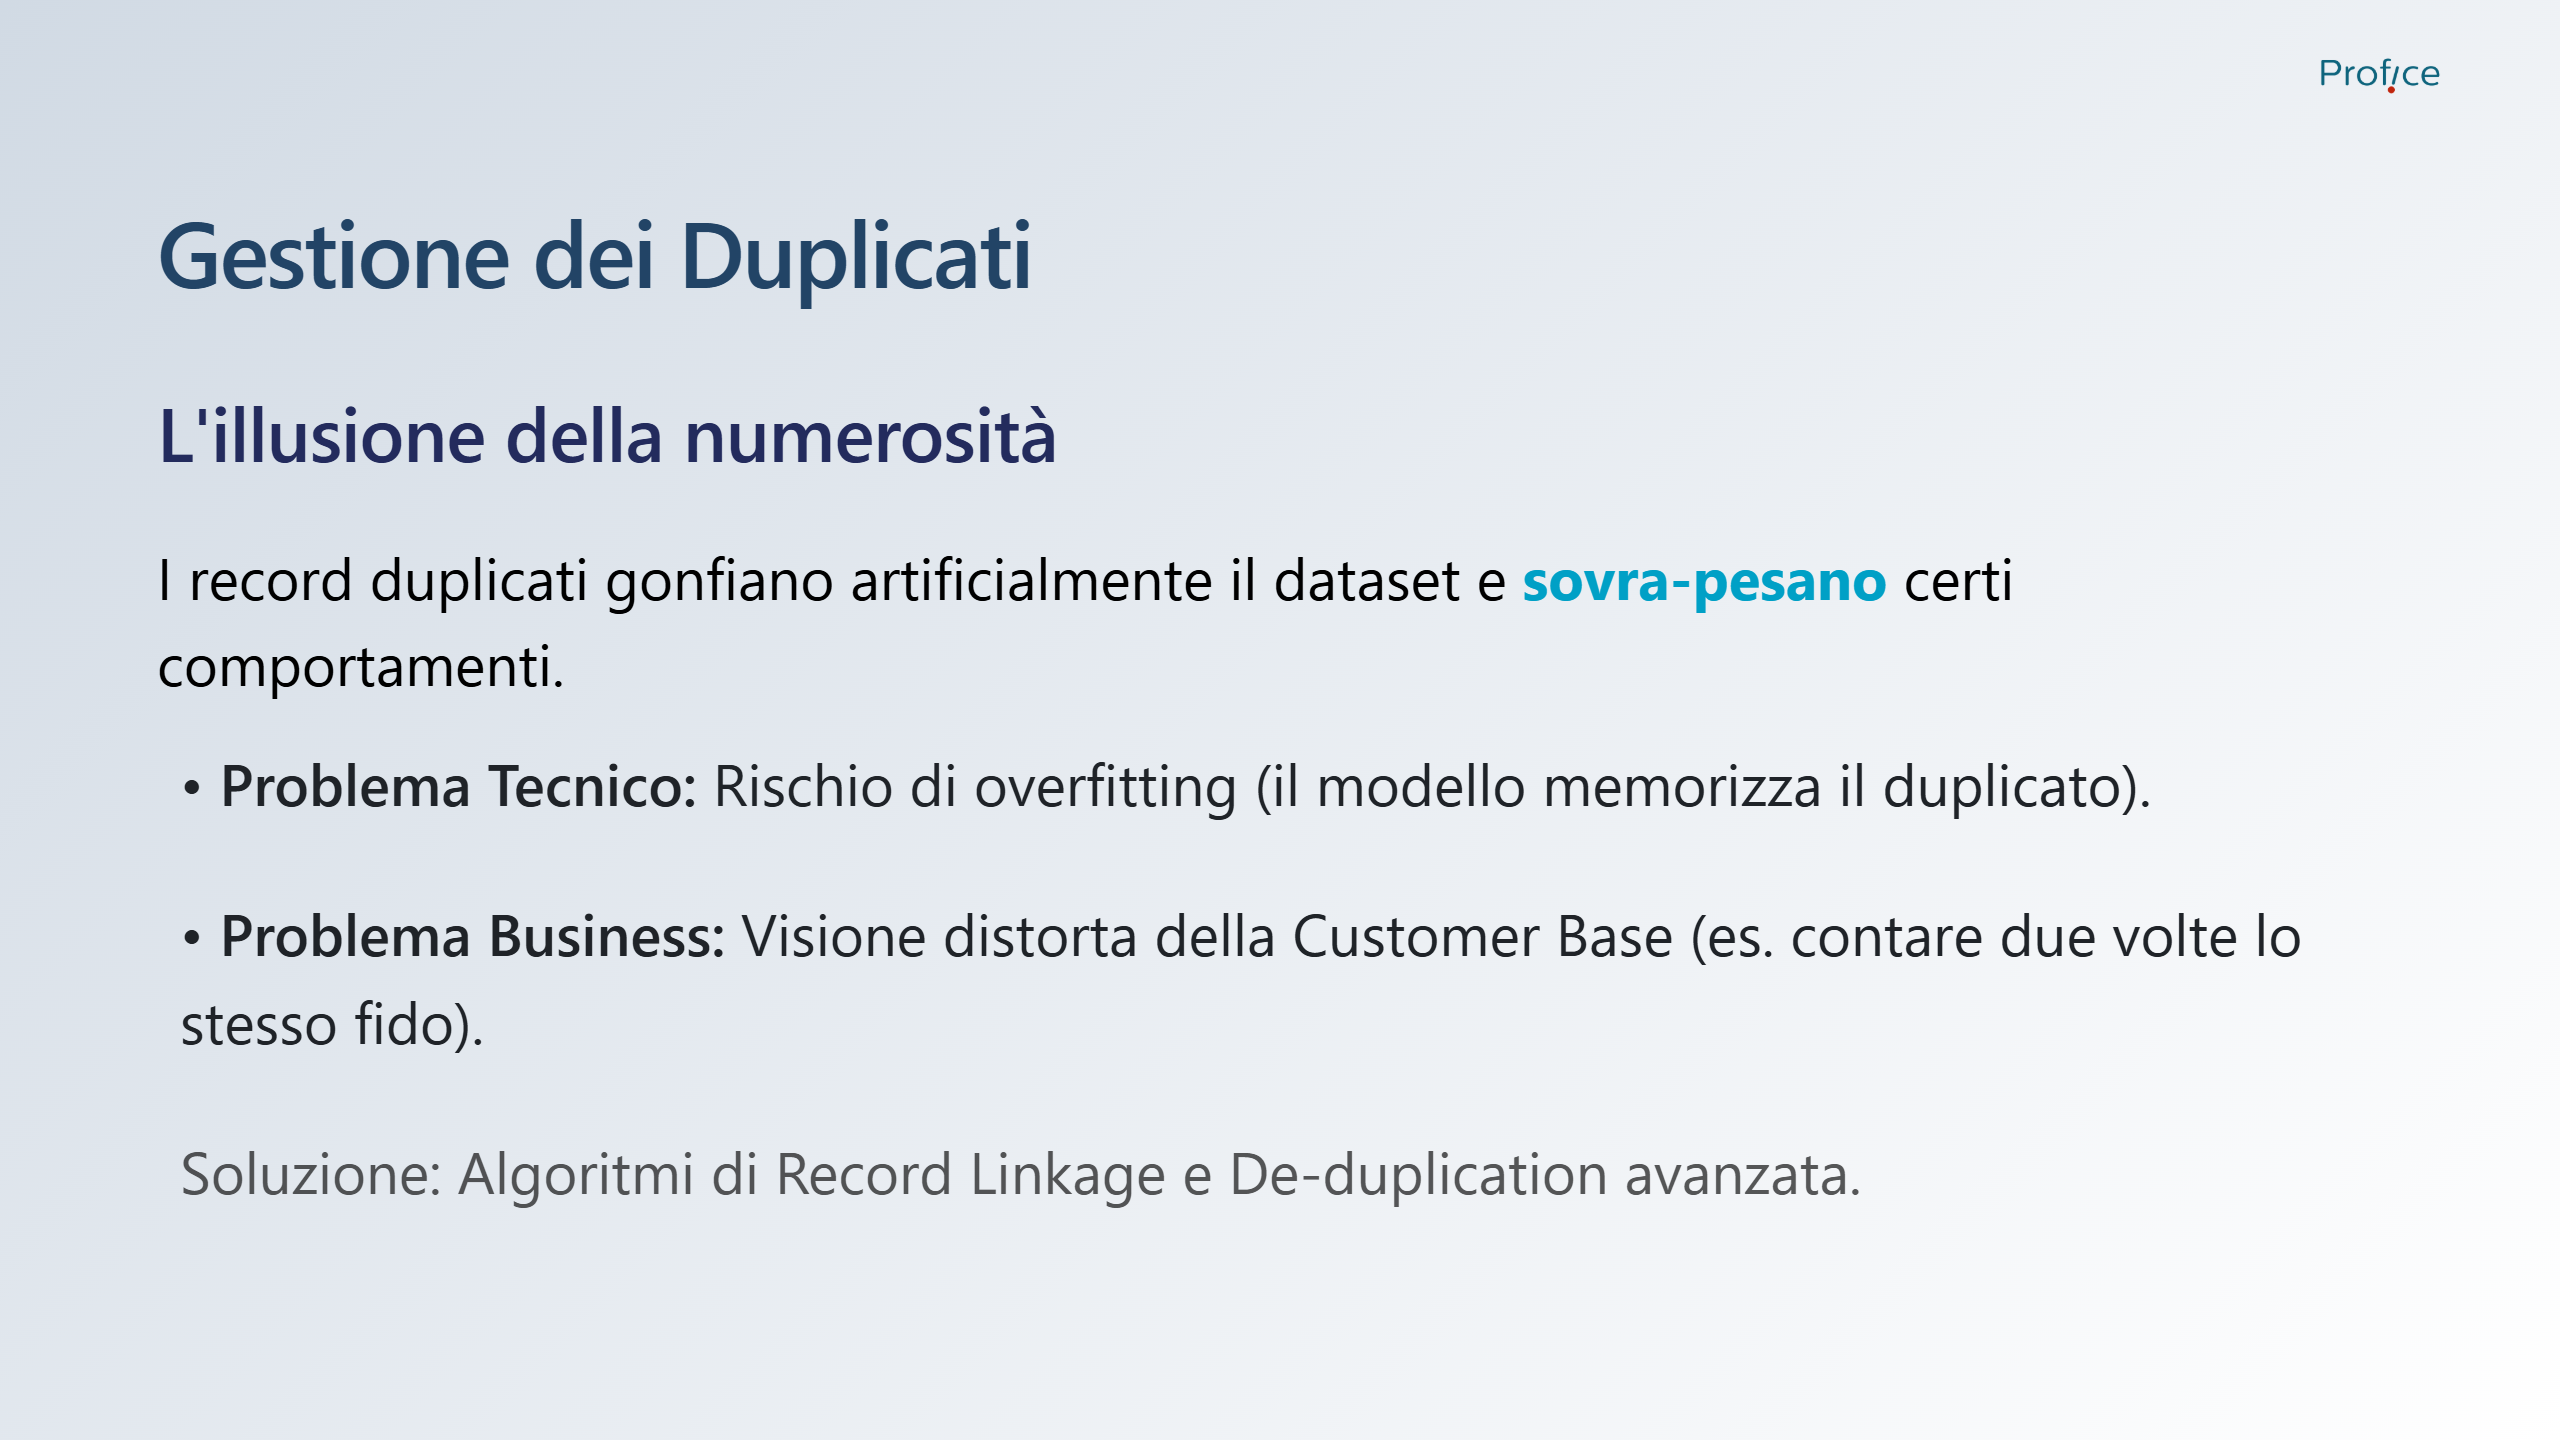 Profice
Gestione dei Duplicati
L'illusione della numerosità
I record duplicati gonfiano artificialmente il dataset e sovra-pesano certi
comportamenti.
• Problema Tecnico: Rischio di overfitting (il modello memorizza il duplicato).
• Problema Business: Visione distorta della Customer Base (es. contare due volte lo
stesso fido).
Soluzione: Algoritmi di Record Linkage e De-duplication avanzata.